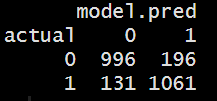 model.pred
actual 0 1
0 996 196
1 131 1061